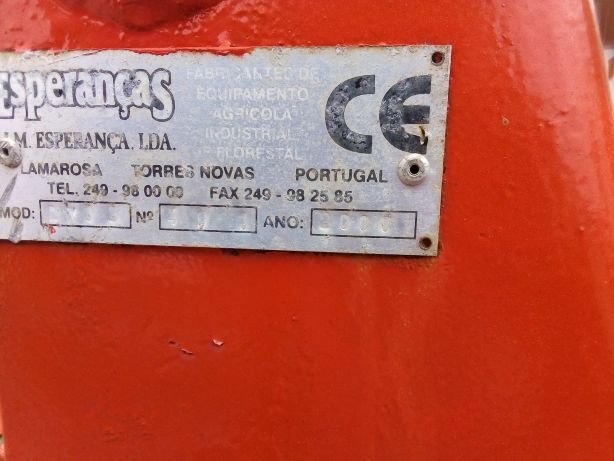 Esperanças
J.M. ESPERANÇA, LDA.
FABRICANTES DE
EQUIPAMENTO
AGRÍCOLA
INDUSTRIAL
E FLORESTAL
CE
LAMAROSA TORRES NOVAS PORTUGAL
TEL. 249 - 98 00 00 FAX 249 - 98 25 85
MOD: Nº ANO: